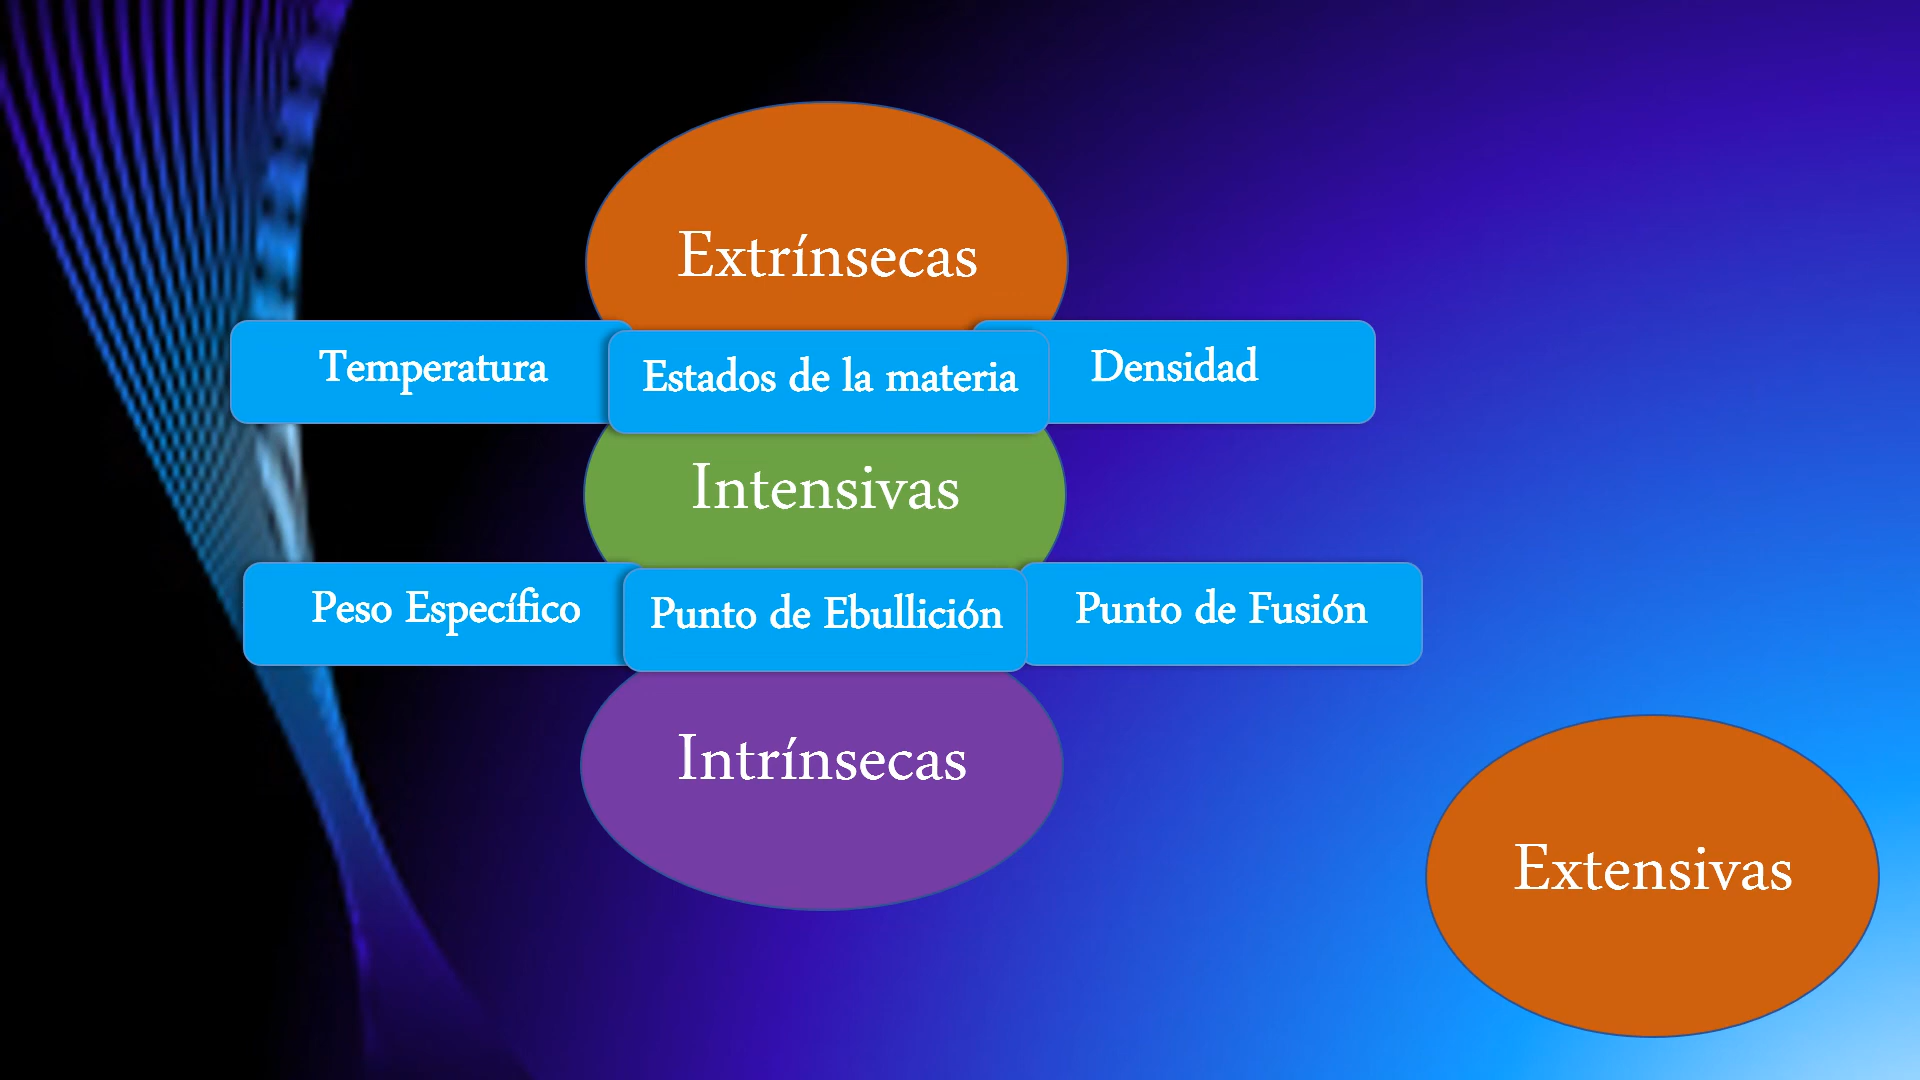 Extrínsecas
Temperatura
Estados de la materia
Densidad
Intensivas
Peso Específico
Punto de Ebullición
Punto de Fusión
Intrínsecas
Extensivas